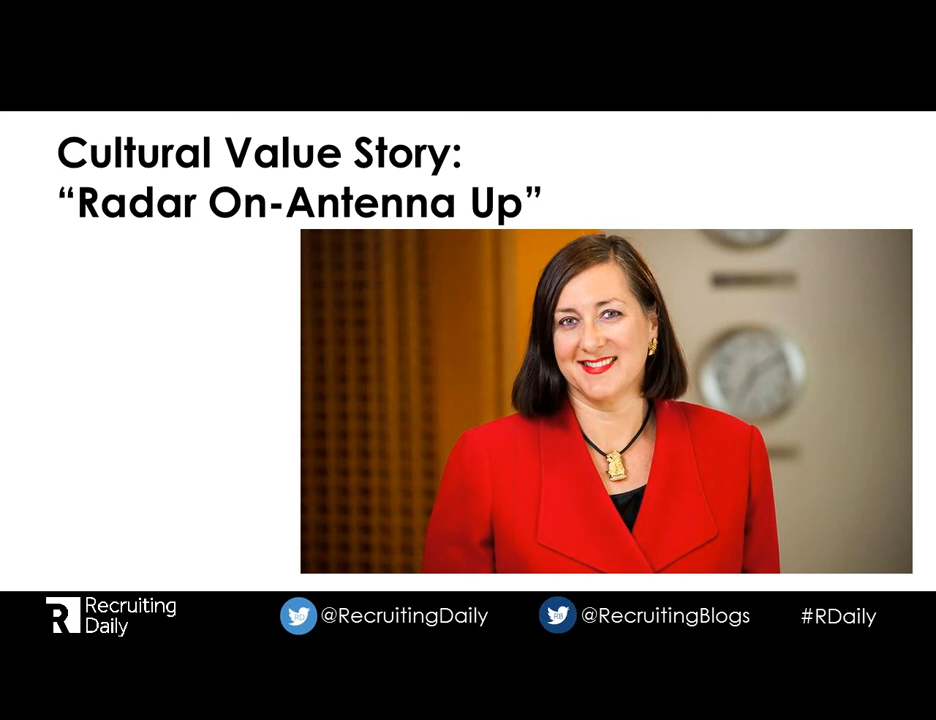 Cultural Value Story:
“Radar On-Antenna Up”
Recruiting
Daily
@RecruitingDaily
@RecruitingBlogs
#RDaily